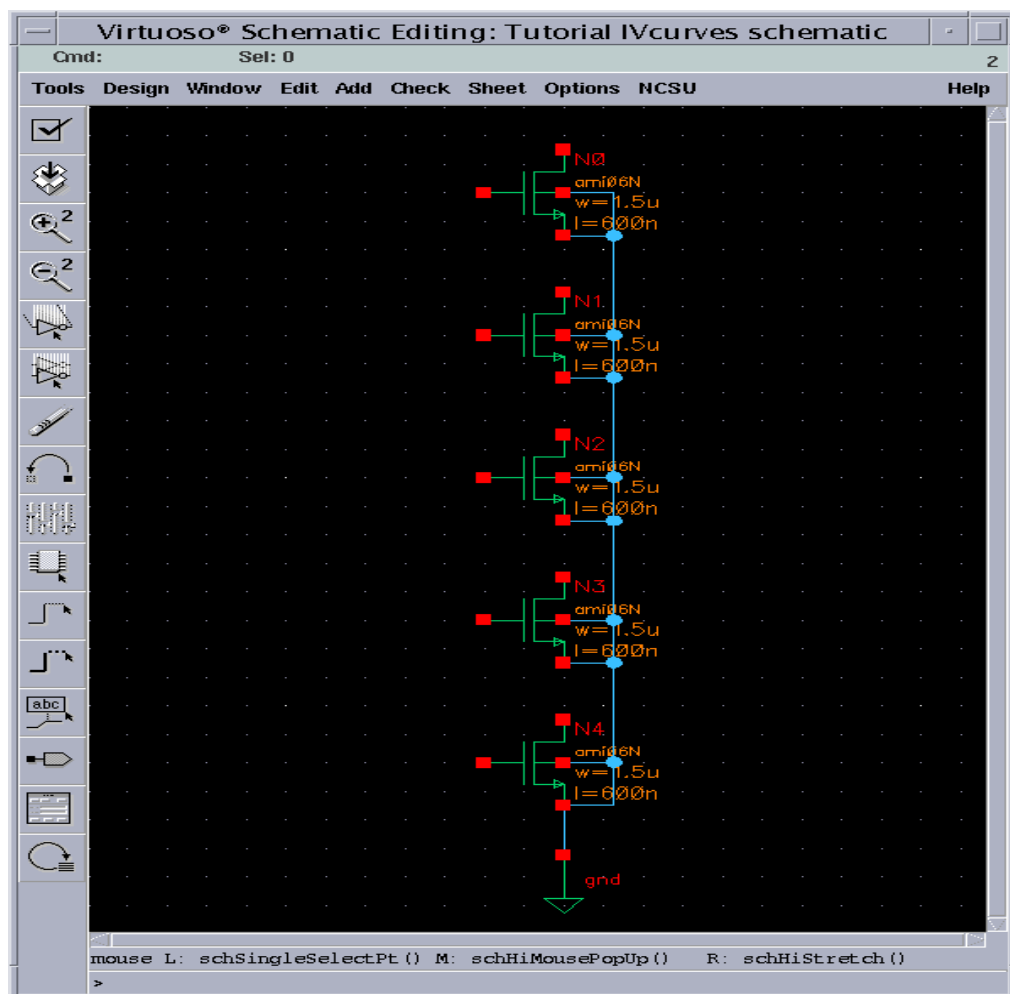 Virtuoso® Schematic Editing: Tutorial IVcurves schematic
Cmd: Sel: 0 2
Tools Design Window Edit Add Check Sheet Options NCSU Help
2
2
abc
N0
ami06N
w=1.5u
l=600n
N1
ami06N
w=1.5u
l=600n
N2
ami06N
w=1.5u
l=600n
N3
ami06N
w=1.5u
l=600n
N4
ami06N
w=1.5u
l=600n
gnd
mouse L: schSingleSelectPt() M: schHiMousePopUp() R: schHiStretch()
>